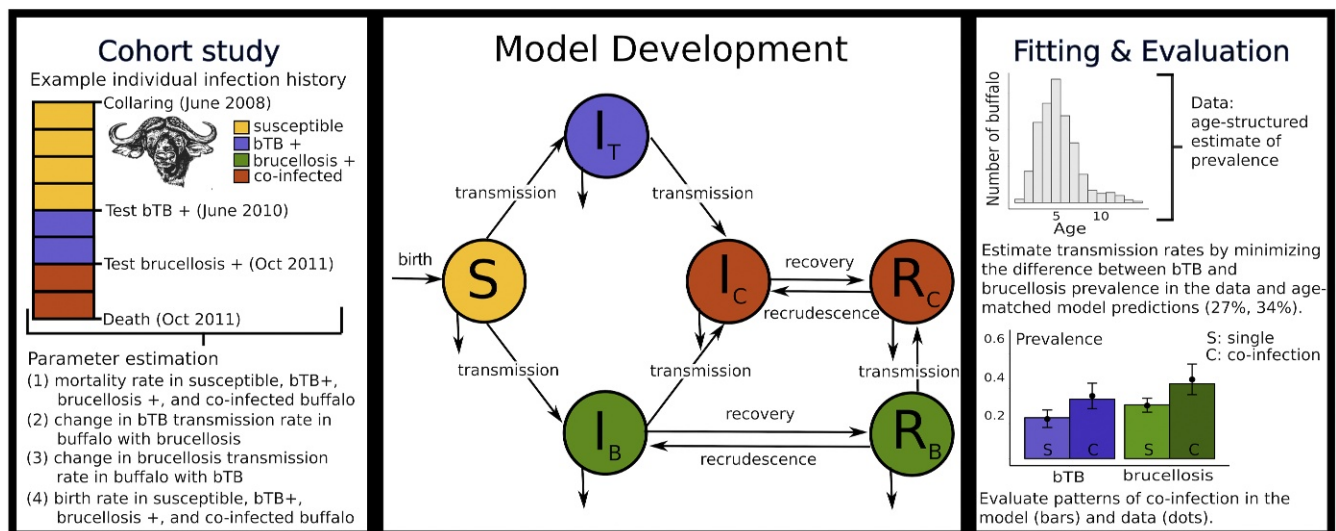 Cohort study
Example individual infection history
Collaring (June 2008)
susceptible
bTB +
brucellosis +
co-infected
Test bTB + (June 2010)
Test brucellosis + (Oct 2011)
Death (Oct 2011)
Parameter estimation
(1) mortality rate in susceptible, bTB+,
brucellosis +, and co-infected buffalo
(2) change in bTB transmission rate in
buffalo with brucellosis
(3) change in brucellosis transmission
rate in buffalo with bTB
(4) birth rate in susceptible, bTB+,
brucellosis +, and co-infected buffalo
Model Development
I_T
transmission
transmission
birth
S
I_C
recovery
recrudescence
R_C
transmission
transmission
transmission
I_B
recovery
recrudescence
R_B
Fitting & Evaluation
Number of buffalo
5 10
Age
Data:
age-structured
estimate of
prevalence
Estimate transmission rates by minimizing
the difference between bTB and
brucellosis prevalence in the data and age-
matched model predictions (27%, 34%).
0.6
0.4
0.2
Prevalence
S: single
C: co-infection
S C S C
bTB brucellosis
Evaluate patterns of co-infection in the
model (bars) and data (dots).